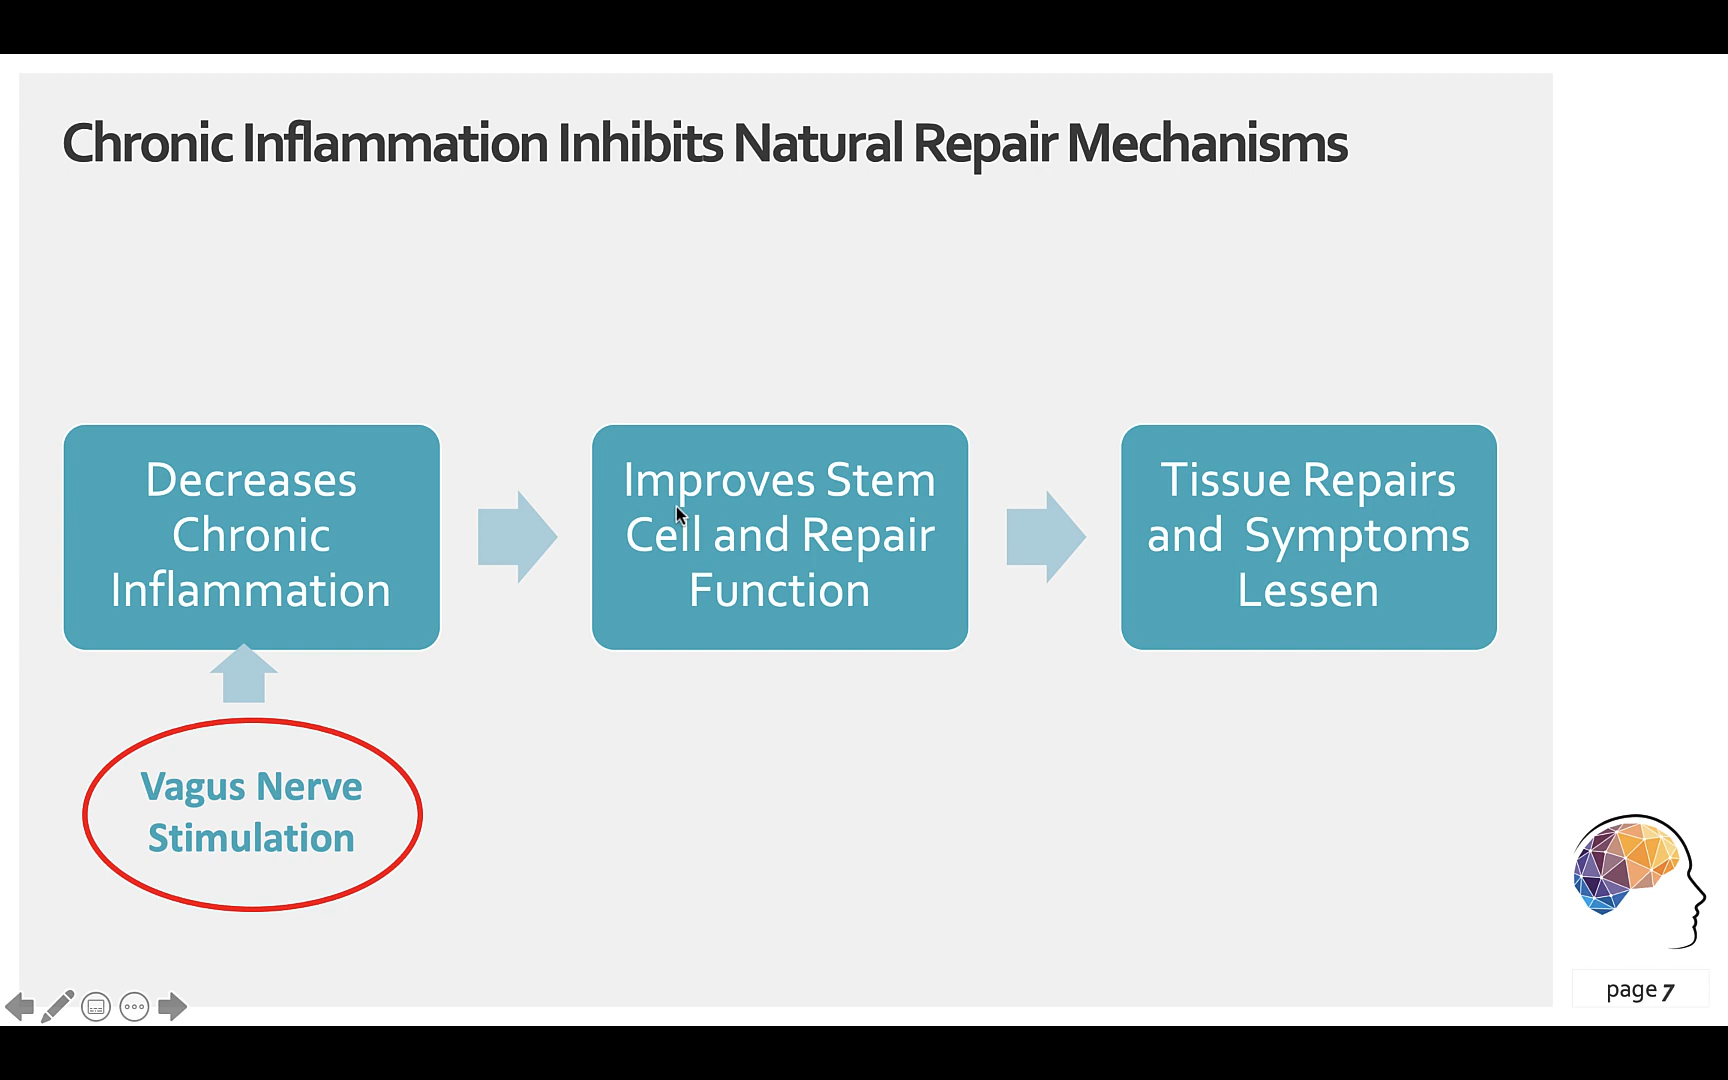 Chronic Inflammation Inhibits Natural Repair Mechanisms
Decreases
Chronic
Inflammation
Improves Stem
Cell and Repair
Function
Tissue Repairs
and  Symptoms
Lessen
Vagus Nerve
Stimulation
page 7